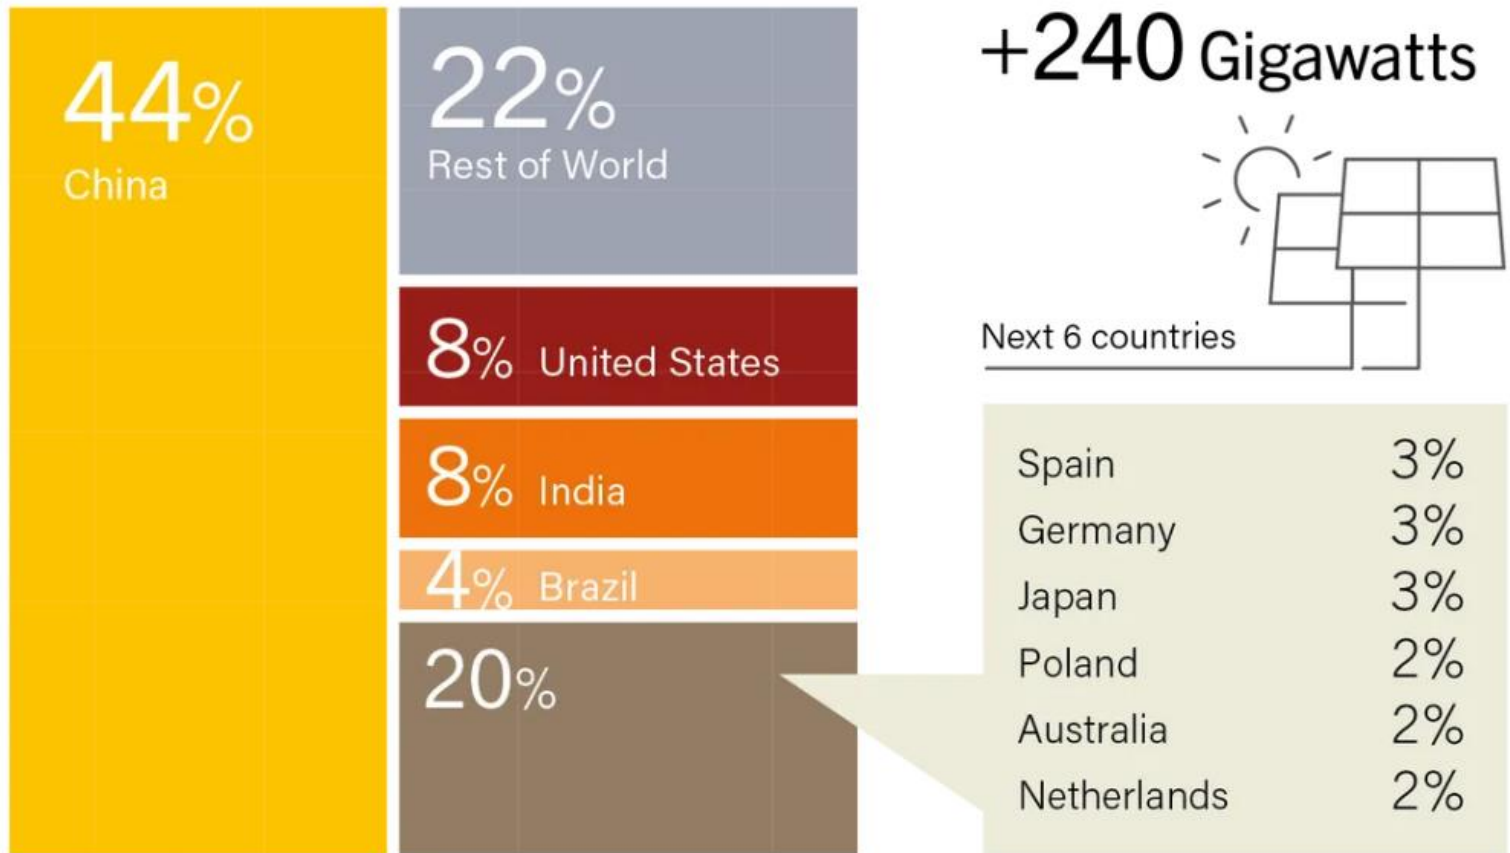 44%
China
22%
Rest of World
8% United States
8% India
4% Brazil
20%
+240 Gigawatts
Next 6 countries
Spain 3%
Germany 3%
Japan 3%
Poland 2%
Australia 2%
Netherlands 2%